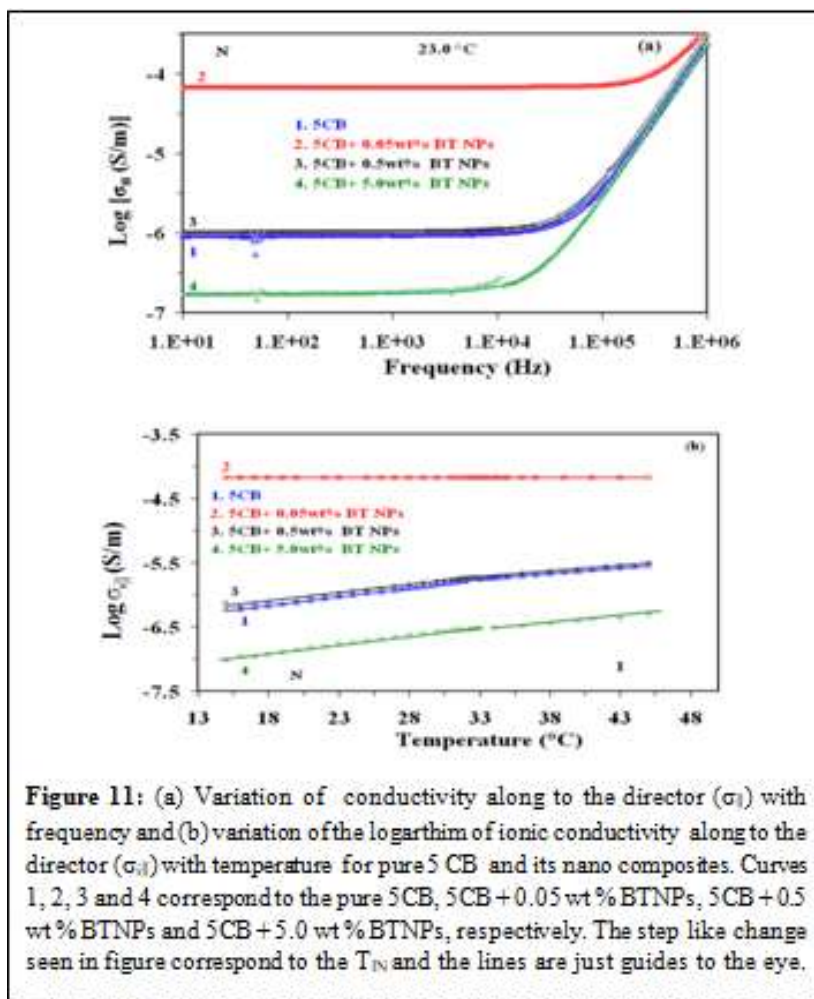 N 23.0 °C (a)
-4
2
1. 5CB
2. 5CB+ 0.05wt% BT NPs
3. 5CB+ 0.5wt% BT NPs
4. 5CB+ 5.0wt% BT NPs
-5
Log [σ|| (S/m)]
3
-6
1
4
-7
1.E+01 1.E+02 1.E+03 1.E+04 1.E+05 1.E+06
Frequency (Hz)
-3.5
(b)
2
-4.5
1. 5CB
2. 5CB+ 0.05wt% BT NPs
3. 5CB+ 0.5wt% BT NPs
4. 5CB+ 5.0wt% BT NPs
Log σi|| (S/m)
-5.5
3
1
-6.5
4
N I
-7.5
13 18 23 28 33 38 43 48
Temperature (°C)
Figure 11: (a) Variation of conductivity along to the director (σ||) with
frequency and (b) variation of the logarthim of ionic conductivity along to the
director (σi||) with temperature for pure 5 CB and its nano composites. Curves
1, 2, 3 and 4 correspond to the pure 5CB, 5CB + 0.05 wt % BTNPs, 5CB + 0.5
wt % BTNPs and 5CB + 5.0 wt % BTNPs, respectively. The step like change
seen in figure correspond to the TIN and the lines are just guides to the eye.